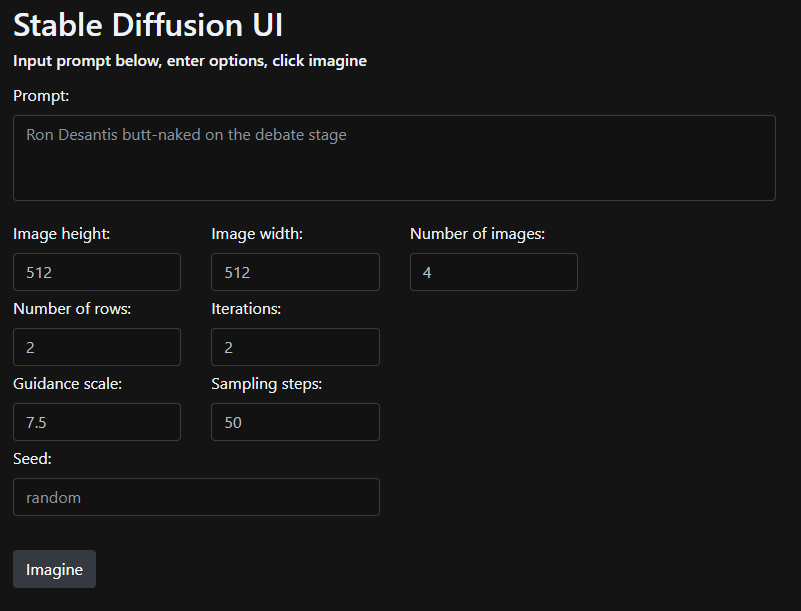 Stable Diffusion UI
Input prompt below, enter options, click imagine
Prompt:
Ron Desantis butt-naked on the debate stage
Image height: Image width: Number of images:
512 512 4
Number of rows: Iterations:
2 2
Guidance scale: Sampling steps:
7.5 50
Seed:
random
Imagine